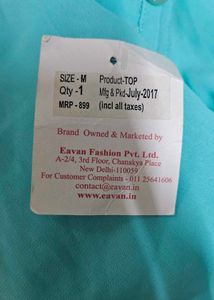 SIZE - M Product-TOP
Qty - 1 Mfg & Pkd-July-2017
MRP - 899 (incl all taxes)
Brand Owned & Marketed by
Eavan Fashion Pvt. Ltd.
A-2/4, 3rd Floor, Chanakya Place
New Delhi-110059
For Customer Complaints - 011 25641606
contact@eavan.in
www.eavan.in